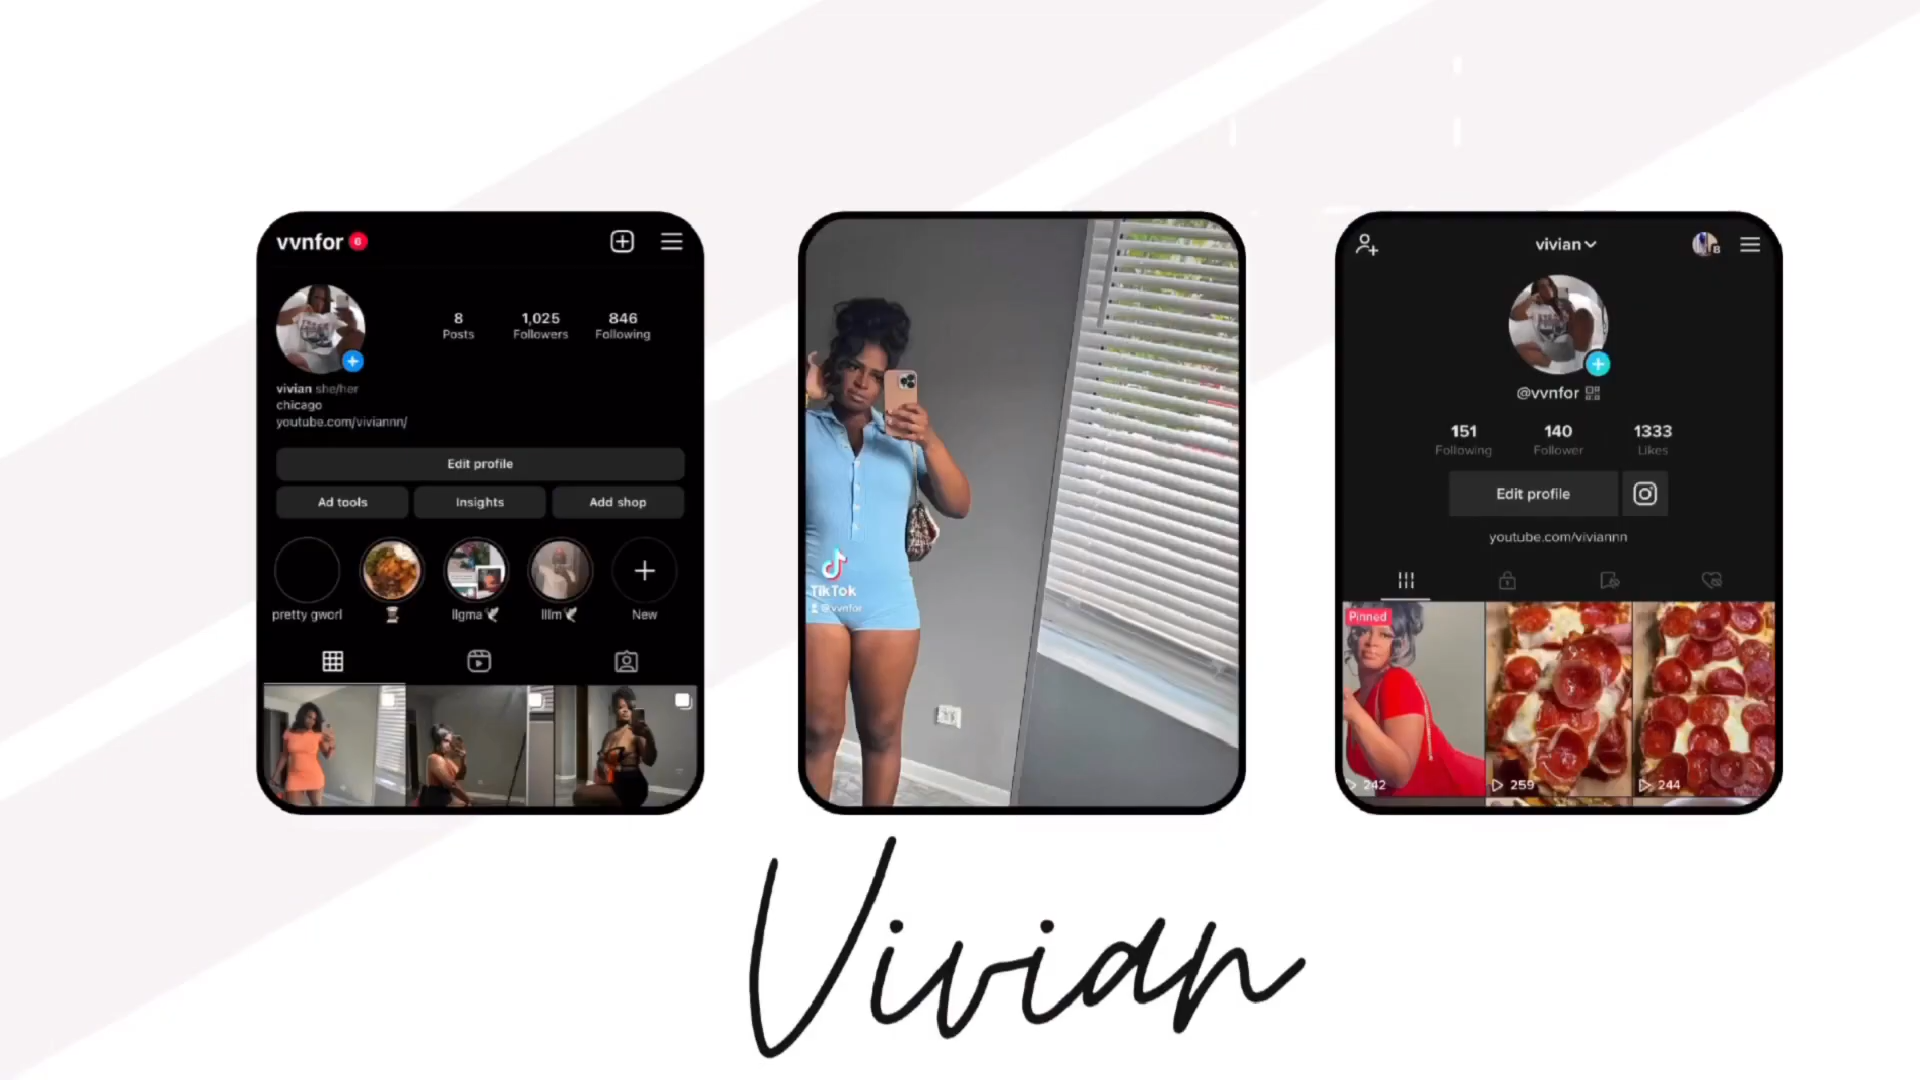 vvnfor 6
8 1,025 846
Posts Followers Following
vivian she/her
chicago
youtube.com/viviannn/
Edit profile
Ad tools Insights Add shop
pretty gworl llgma🕊 lllm🕊 New
TikTok
@vvnfor
vivian
@vvnfor
151 140 1333
Following Follower Likes
Edit profile
youtube.com/viviannn
Pinned
242 259 244
Vivian